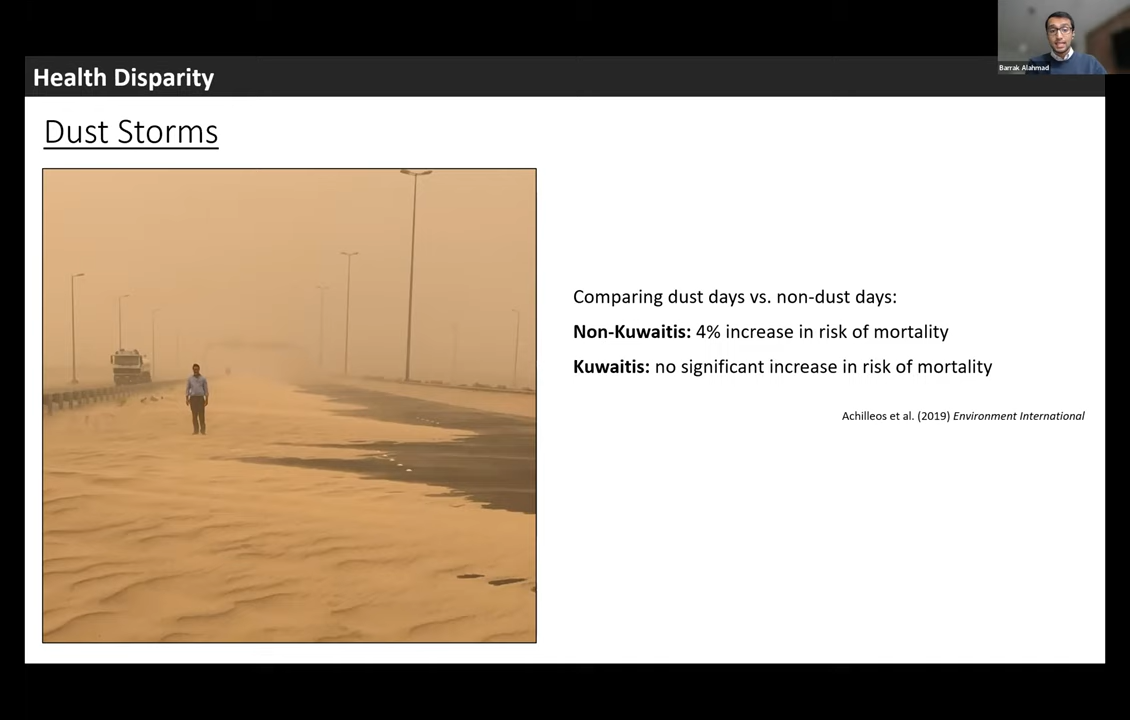 Barrak Alahmad
Health Disparity
Dust Storms
Comparing dust days vs. non-dust days:
Non-Kuwaitis: 4% increase in risk of mortality
Kuwaitis: no significant increase in risk of mortality
Achilleos et al. (2019) Environment International